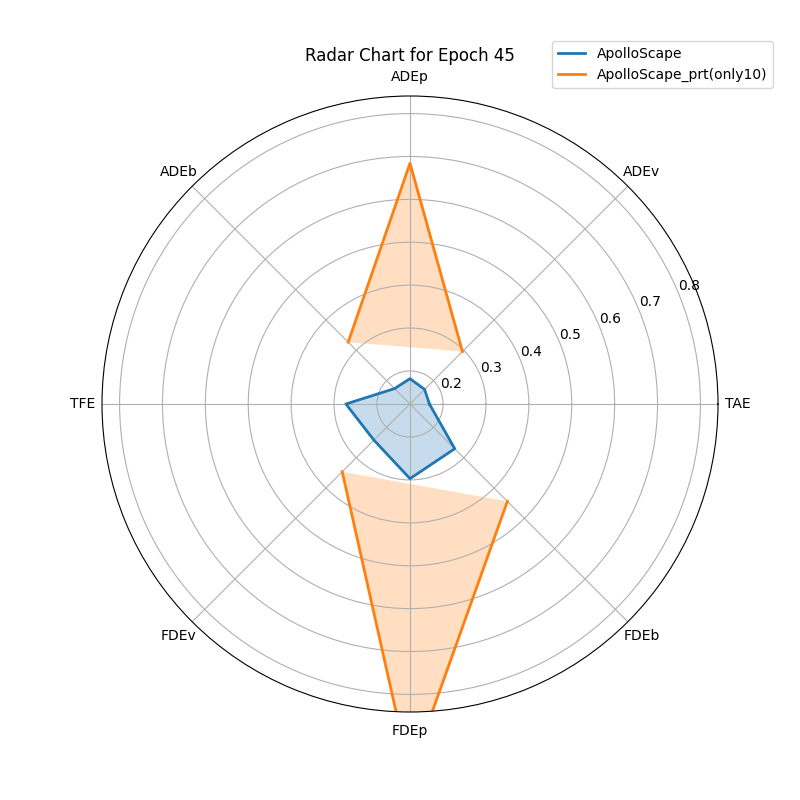 Radar Chart for Epoch 45
ApolloScape
ApolloScape_prt(only10)
ADEp
ADEb
ADEv
0.8
0.7
0.6
0.5
0.4
0.3
0.2
TFE
TAE
FDEv
FDEb
FDEp